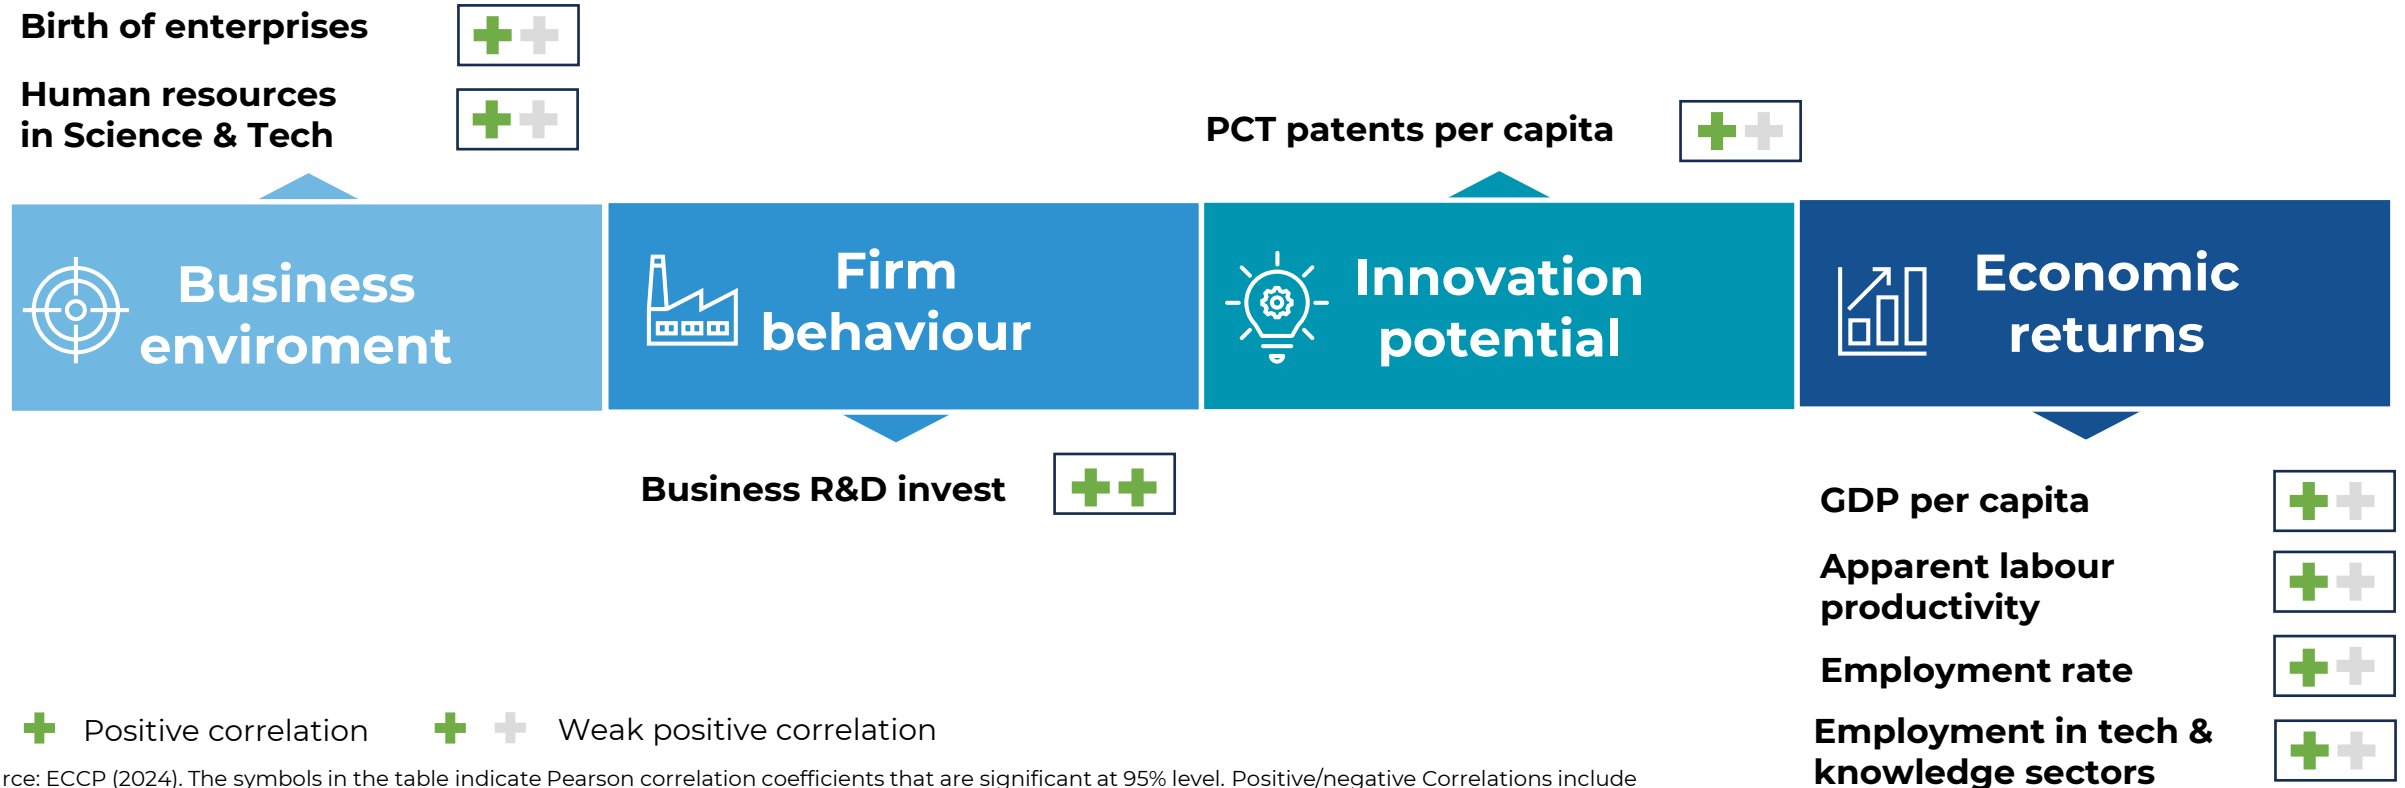 Birth of enterprises
Human resources
in Science & Tech
PCT patents per capita
Business
enviroment
Firm
behaviour
Innovation
potential
Economic
returns
Business R&D invest
GDP per capita
Apparent labour
productivity
Employment rate
Employment in tech &
knowledge sectors
Positive correlation
Weak positive correlation
rce: ECCP (2024). The symbols in the table indicate Pearson correlation coefficients that are significant at 95% level. Positive/negative Correlations include